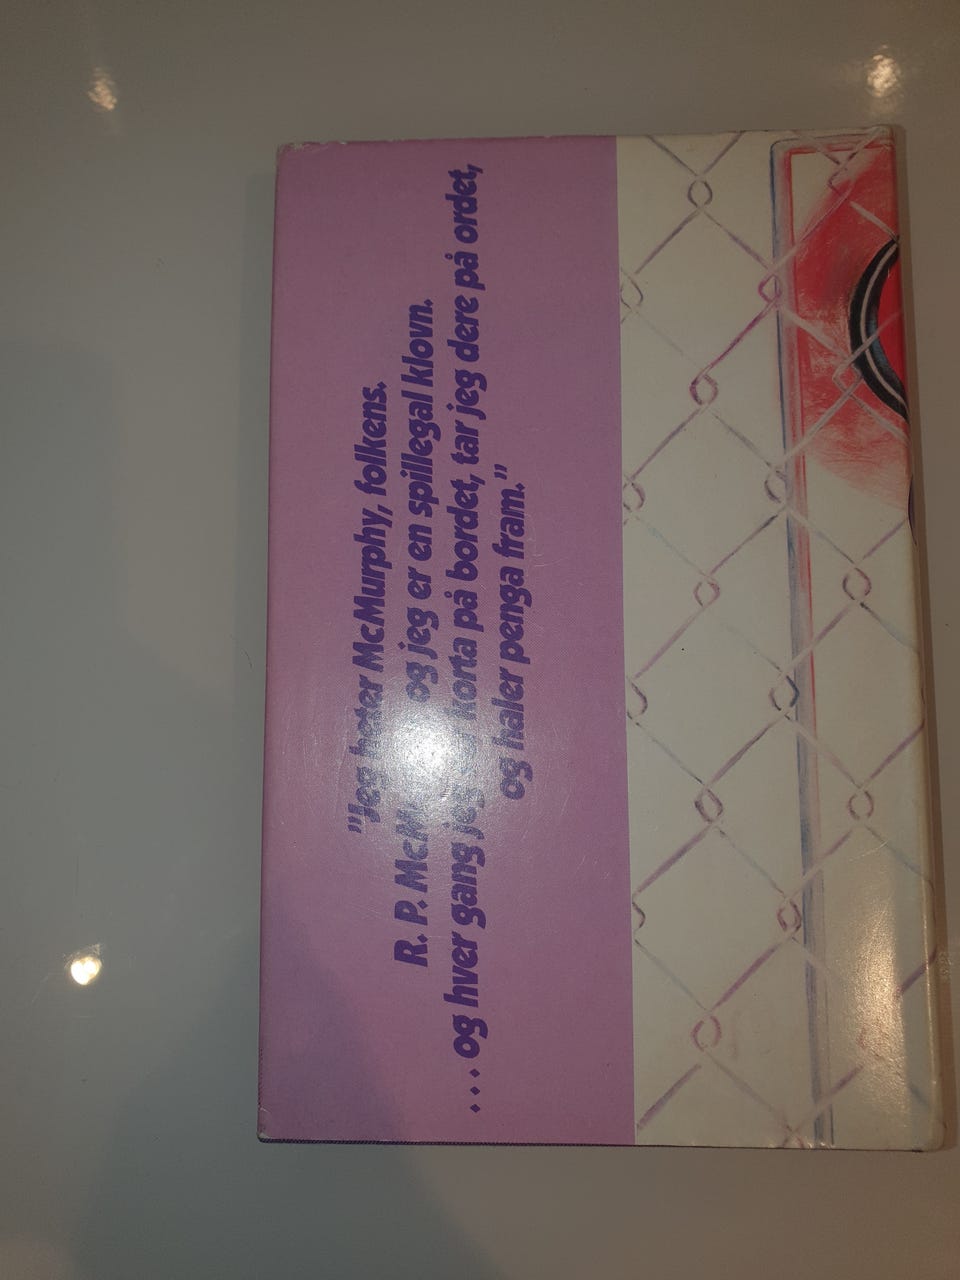 "Jeg heter McMurphy, folkens.
R. P. og jeg er en spillegal klovn.
... og hver gang jeg korta på bordet, tar jeg dere på ordet,
og haler penga fram."